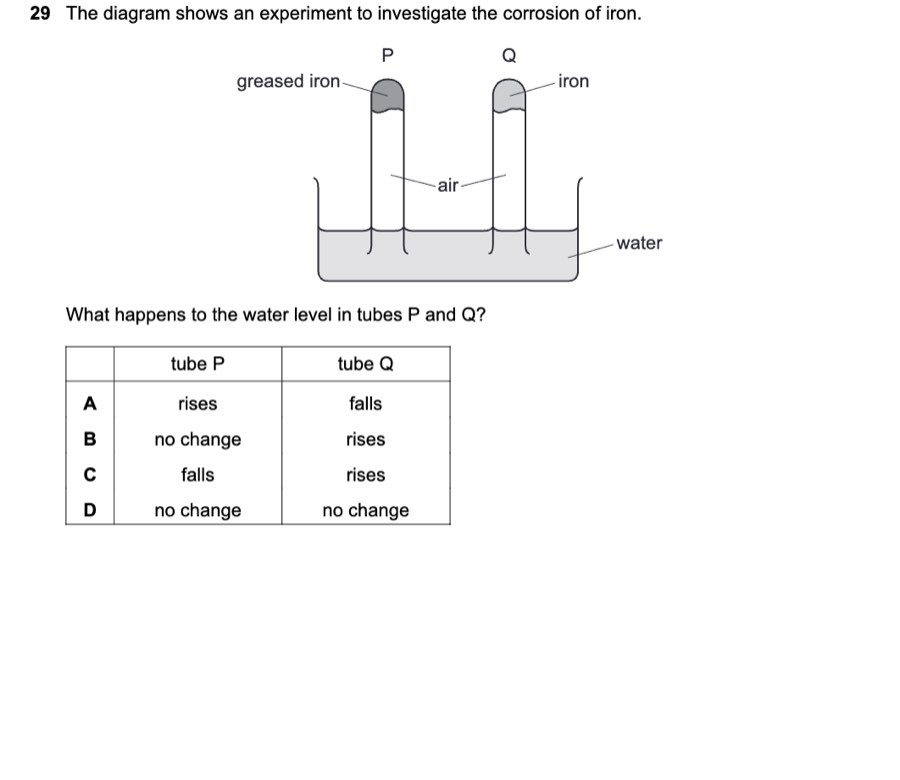 29 The diagram shows an experiment to investigate the corrosion of iron.
P Q
greased iron iron
air
water
What happens to the water level in tubes P and Q?
tube P tube Q
A rises falls
B no change rises
C falls rises
D no change no change